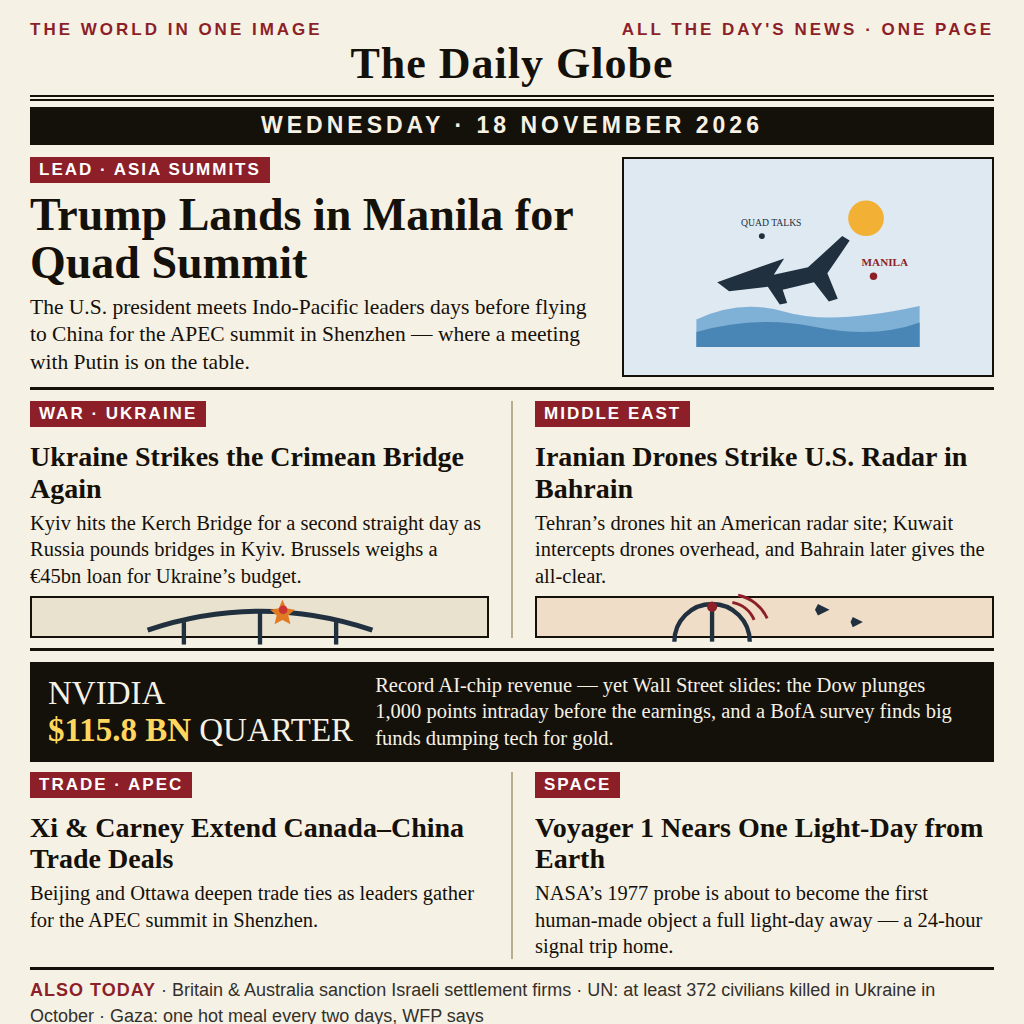 THE WORLD IN ONE IMAGE
ALL THE DAY'S NEWS · ONE PAGE
The Daily Globe
WEDNESDAY · 18 NOVEMBER 2026
LEAD · ASIA SUMMITS
Trump Lands in Manila for
Quad Summit
The U.S. president meets Indo-Pacific leaders days before flying
to China for the APEC summit in Shenzhen — where a meeting
with Putin is on the table.
QUAD TALKS
MANILA
WAR · UKRAINE
Ukraine Strikes the Crimean Bridge
Again
Kyiv hits the Kerch Bridge for a second straight day as
Russia pounds bridges in Kyiv. Brussels weighs a
€45bn loan for Ukraine’s budget.
MIDDLE EAST
Iranian Drones Strike U.S. Radar in
Bahrain
Tehran’s drones hit an American radar site; Kuwait
intercepts drones overhead, and Bahrain later gives the
all-clear.
NVIDIA
$115.8 BN QUARTER
Record AI-chip revenue — yet Wall Street slides: the Dow plunges
1,000 points intraday before the earnings, and a BofA survey finds big
funds dumping tech for gold.
TRADE · APEC
Xi & Carney Extend Canada–China
Trade Deals
Beijing and Ottawa deepen trade ties as leaders gather
for the APEC summit in Shenzhen.
SPACE
Voyager 1 Nears One Light-Day from
Earth
NASA’s 1977 probe is about to become the first
human-made object a full light-day away — a 24-hour
signal trip home.
ALSO TODAY · Britain & Australia sanction Israeli settlement firms · UN: at least 372 civilians killed in Ukraine in
October · Gaza: one hot meal every two days, WFP says